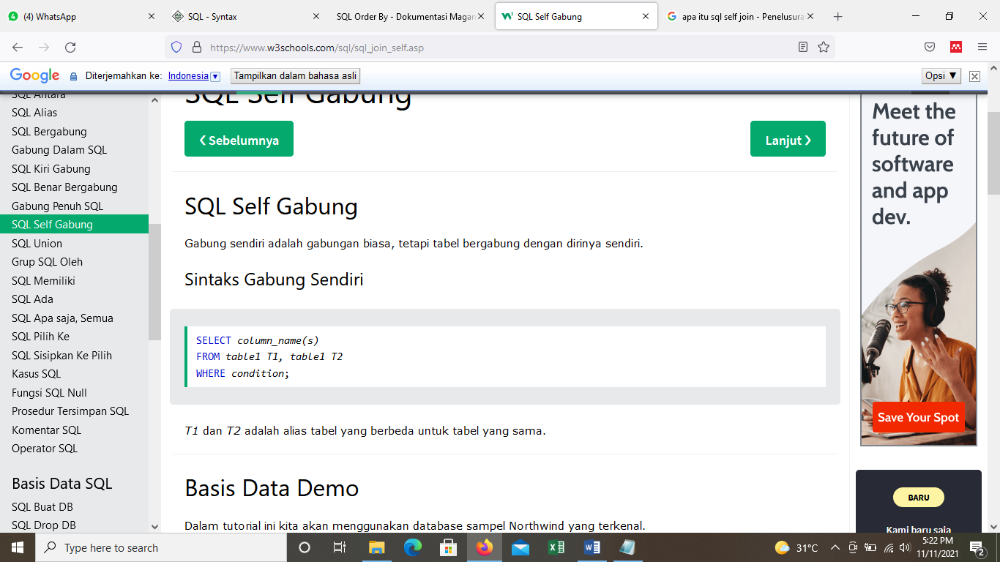 (4) WhatsApp
SQL - Syntax
SQL Order By - Dokumentasi Magan
SQL Self Gabung
apa itu sql self join - Penelusura
https://www.w3schools.com/sql/sql_join_self.asp
Google Diterjemahkan ke: Indonesia Tampilkan dalam bahasa asli Opsi ▼
SQL Antara
SQL Alias
SQL Bergabung
Gabung Dalam SQL
SQL Kiri Gabung
SQL Benar Bergabung
Gabung Penuh SQL
SQL Self Gabung
SQL Union
Grup SQL Oleh
SQL Memiliki
SQL Ada
SQL Apa saja, Semua
SQL Pilih Ke
SQL Sisipkan Ke Pilih
Kasus SQL
Fungsi SQL Null
Prosedur Tersimpan SQL
Komentar SQL
Operator SQL
Basis Data SQL
SQL Buat DB
SQL Drop DB
SQL Self Gabung
❮ Sebelumnya
Lanjut ❯
SQL Self Gabung
Gabung sendiri adalah gabungan biasa, tetapi tabel bergabung dengan dirinya sendiri.
Sintaks Gabung Sendiri
SELECT column_name(s)
FROM table1 T1, table1 T2
WHERE condition;
T1 dan T2 adalah alias tabel yang berbeda untuk tabel yang sama.
Basis Data Demo
Dalam tutorial ini kita akan menggunakan database sampel Northwind yang terkenal.
Meet the
future of
software
and app
dev.
Save Your Spot
BARU
Kami baru saja
Type here to search
31°C
5:22 PM
11/11/2021
2